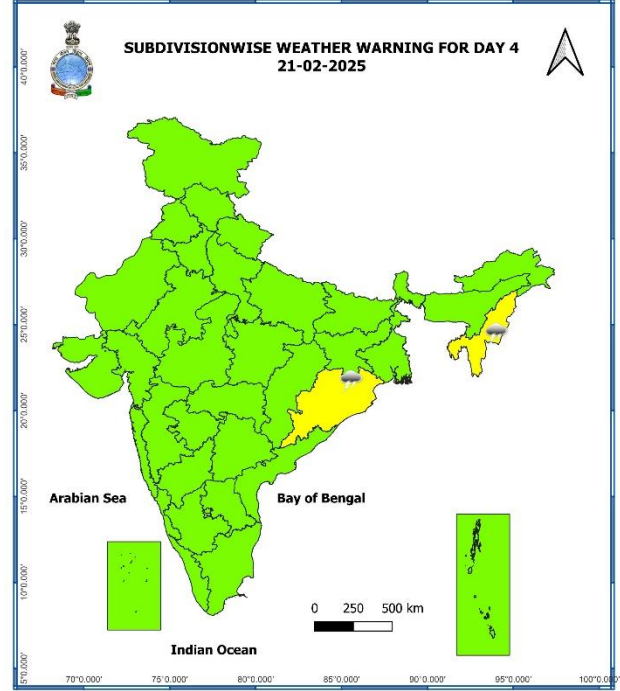 SUBDIVISIONWISE WEATHER WARNING FOR DAY 4
21-02-2025
40°0.000'
35°0.000'
30°0.000'
25°0.000'
20°0.000'
15°0.000'
10°0.000'
5°0.000'
Arabian Sea
Bay of Bengal
0 250 500 km
Indian Ocean
70°0.000' 75°0.000' 80°0.000' 85°0.000' 90°0.000' 95°0.000' 100°0.000'